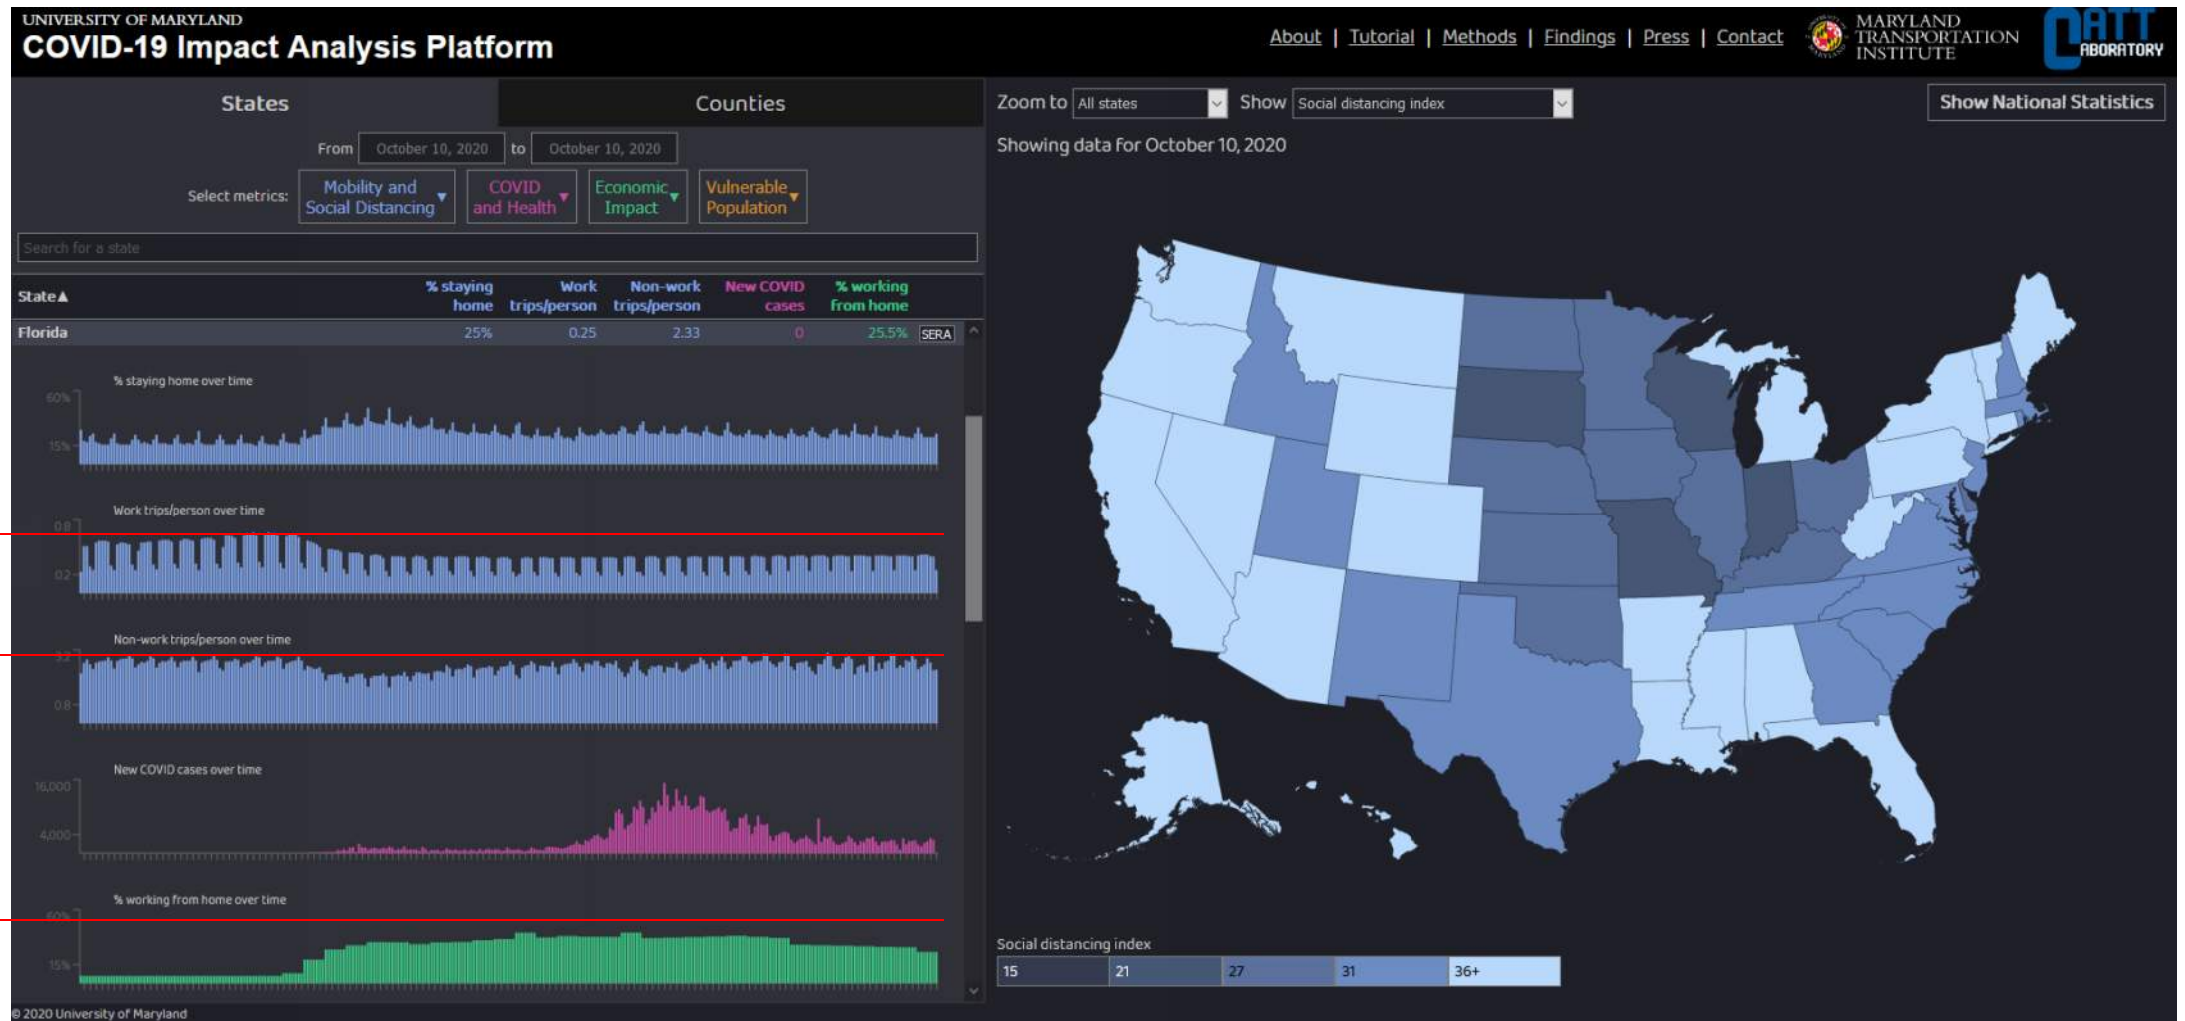 UNIVERSITY OF MARYLAND
COVID-19 Impact Analysis Platform
About | Tutorial | Methods | Findings | Press | Contact
MARYLAND
TRANSPORTATION
INSTITUTE
CATT
LABORATORY
States
Counties
From October 10, 2020 to October 10, 2020
Select metrics:
Mobility and
Social Distancing
COVID
and Health
Economic
Impact
Vulnerable
Population
Search for a state
State▲
% staying
home
Work
trips/person
Non-work
trips/person
New COVID
cases
% working
from home
Florida 25% 0.25 2.33 0 25.5% SERA
% staying home over time
60%
15%
Work trips/person over time
0.8
0.2
Non-work trips/person over time
3.2
0.8
New COVID cases over time
16,000
4,000
% working from home over time
60%
15%
© 2020 University of Maryland
Zoom to All states Show Social distancing index
Show National Statistics
Showing data for October 10, 2020
Social distancing index
15 21 27 31 36+